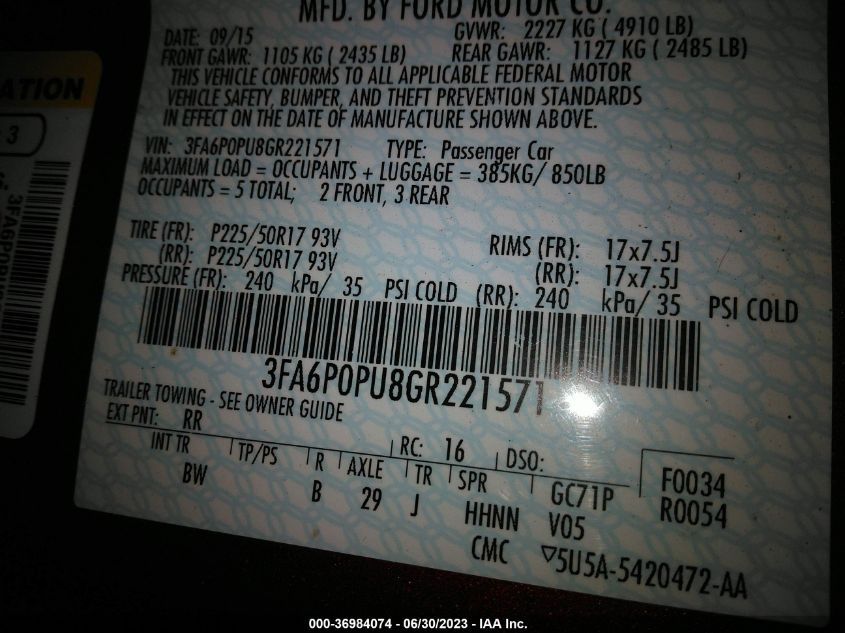 MFD. BY FORD MOTOR CO.
DATE: 09/15 GVWR: 2227 KG ( 4910 LB)
FRONT GAWR: 1105 KG ( 2435 LB) REAR GAWR: 1127 KG ( 2485 LB)
THIS VEHICLE CONFORMS TO ALL APPLICABLE FEDERAL MOTOR
VEHICLE SAFETY, BUMPER, AND THEFT PREVENTION STANDARDS
IN EFFECT ON THE DATE OF MANUFACTURE SHOWN ABOVE.
VIN: 3FA6P0PU8GR221571 TYPE: Passenger Car
MAXIMUM LOAD = OCCUPANTS + LUGGAGE = 385KG/ 850LB
OCCUPANTS = 5 TOTAL; 2 FRONT, 3 REAR
TIRE (FR): P225/50R17 93V RIMS (FR): 17x7.5J
(RR): P225/50R17 93V (RR): 17x7.5J
PRESSURE (FR): 240 kPa/ 35 PSI COLD (RR): 240 kPa/ 35 PSI COLD
3FA6P0PU8GR221571
TRAILER TOWING - SEE OWNER GUIDE
EXT PNT: RR RC: 16 DSO:
INT TR TP/PS R AXLE TR SPR GC71P F0034
BW B 29 J HHNN V05 R0054
CMC ▽5U5A-5420472-AA
ATION
3
000-36984074 - 06/30/2023 - IAA Inc.